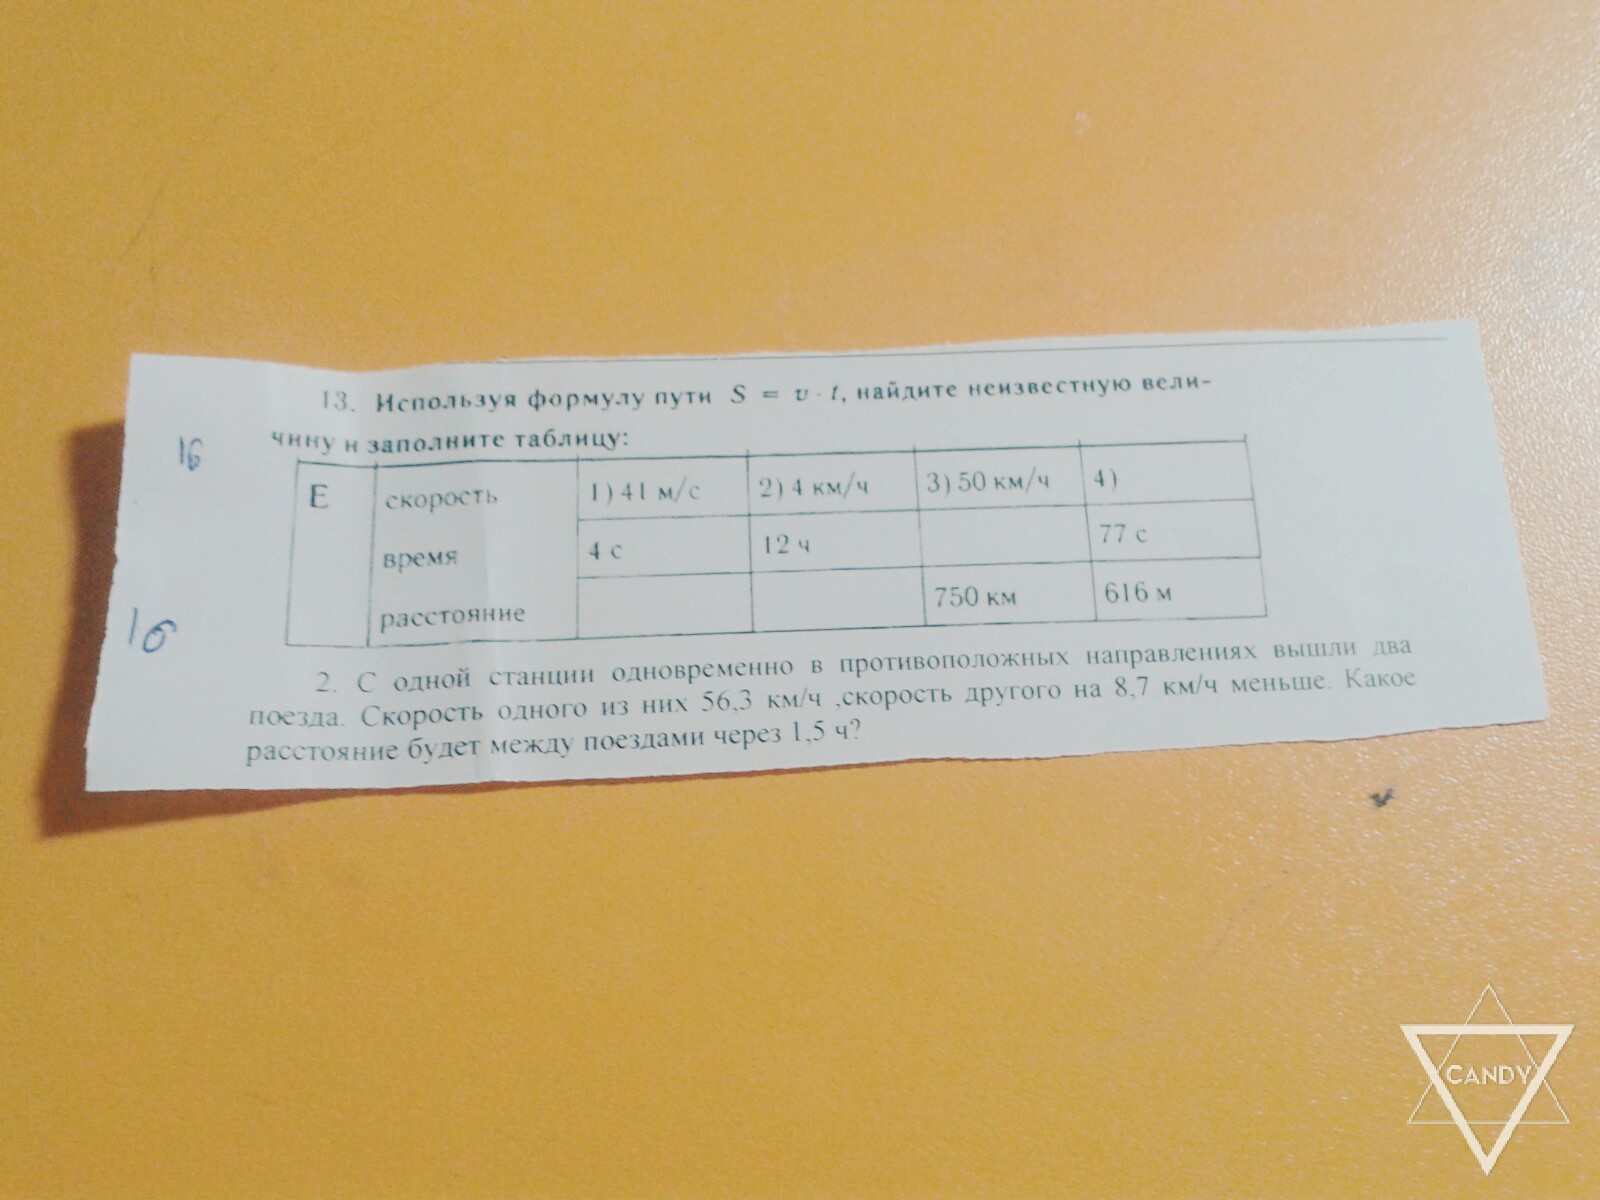 13. Используя формулу пути S = v · t, найдите неизвестную вели-
чину и заполните таблицу:
16
Е скорость 1) 41 м/с 2) 4 км/ч 3) 50 км/ч 4)
время 4 с 12 ч 77 с
расстояние 750 км 616 м
16
2. С одной станции одновременно в противоположных направлениях вышли два
поезда. Скорость одного из них 56,3 км/ч ,скорость другого на 8,7 км/ч меньше. Какое
расстояние будет между поездами через 1,5 ч?
CANDY